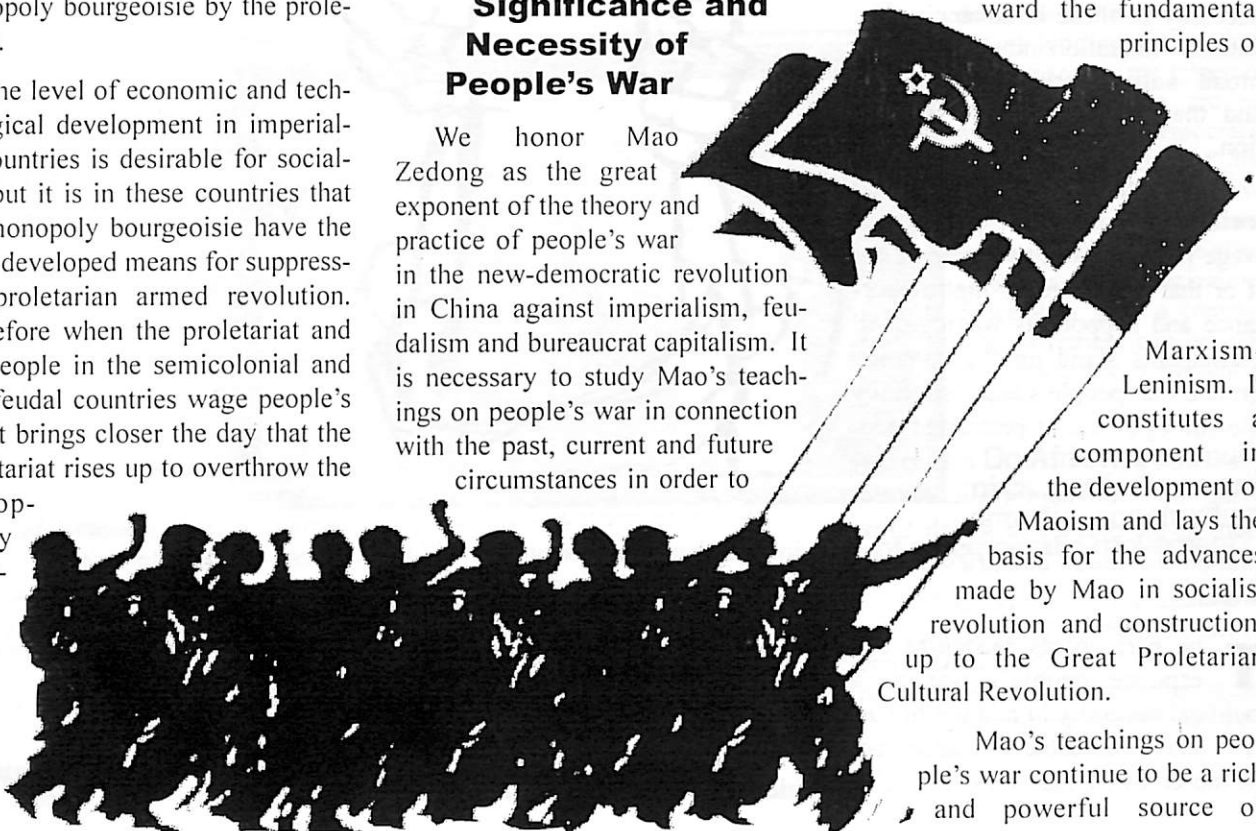 opoly bourgeoisie by the prole-
.
he level of economic and tech-
gical development in imperial-
ountries is desirable for social-
but it is in these countries that
monopoly bourgeoisie have the
developed means for suppress-
proletarian armed revolution.
efore when the proletariat and
eople in the semicolonial and
feudal countries wage people's
t brings closer the day that the
tariat rises up to overthrow the
op-
y
-
Significance and
Necessity of
People's War
We honor Mao
Zedong as the great
exponent of the theory and
practice of people's war
in the new-democratic revolution
in China against imperialism, feu-
dalism and bureaucrat capitalism. It
is necessary to study Mao's teach-
ings on people's war in connection
with the past, current and future
circumstances in order to
ward the fundamenta
principles o
Marxism-
Leninism. I
constitutes a
component in
the development o
Maoism and lays the
basis for the advances
made by Mao in socialis
revolution and construction
up to the Great Proletarian
Cultural Revolution.
Mao's teachings on peo
ple's war continue to be a rich
and powerful source o